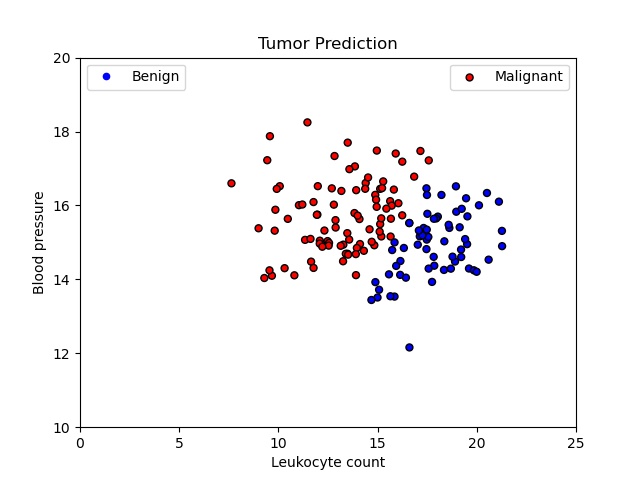 Tumor Prediction
20
Benign
Malignant
18
16
14
12
10
Blood pressure
0 5 10 15 20 25
Leukocyte count